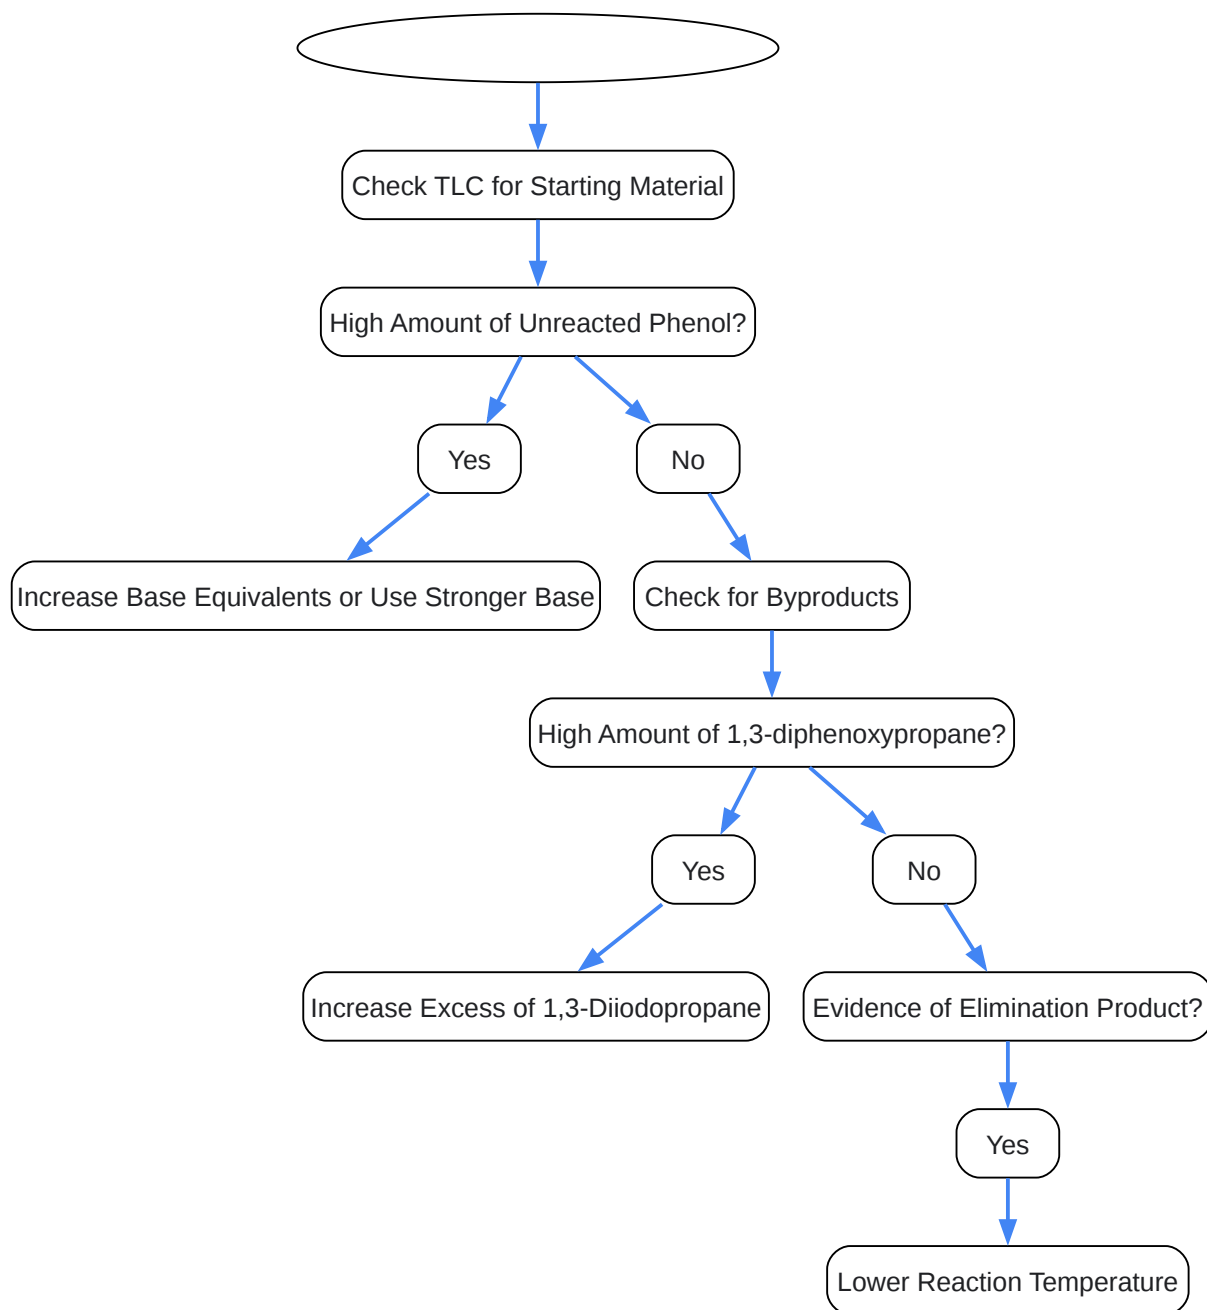 Check TLC for Starting Material
High Amount of Unreacted Phenol?
Yes
No
Increase Base Equivalents or Use Stronger Base
Check for Byproducts
High Amount of 1,3-diphenoxypropane?
Yes
No
Increase Excess of 1,3-Diiodopropane
Evidence of Elimination Product?
Yes
Lower Reaction Temperature